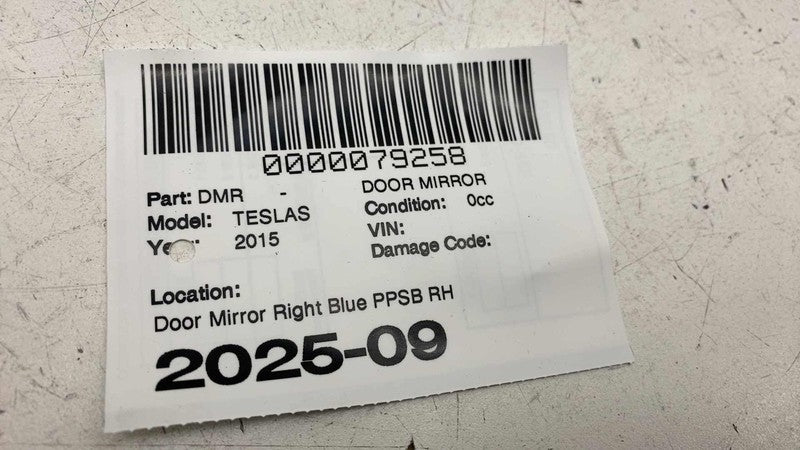 0000079258
Part: DMR - DOOR MIRROR
Model: TESLAS Condition: 0cc
2015 VIN:
Damage Code:
Location:
Door Mirror Right Blue PPSB RH
2025-09